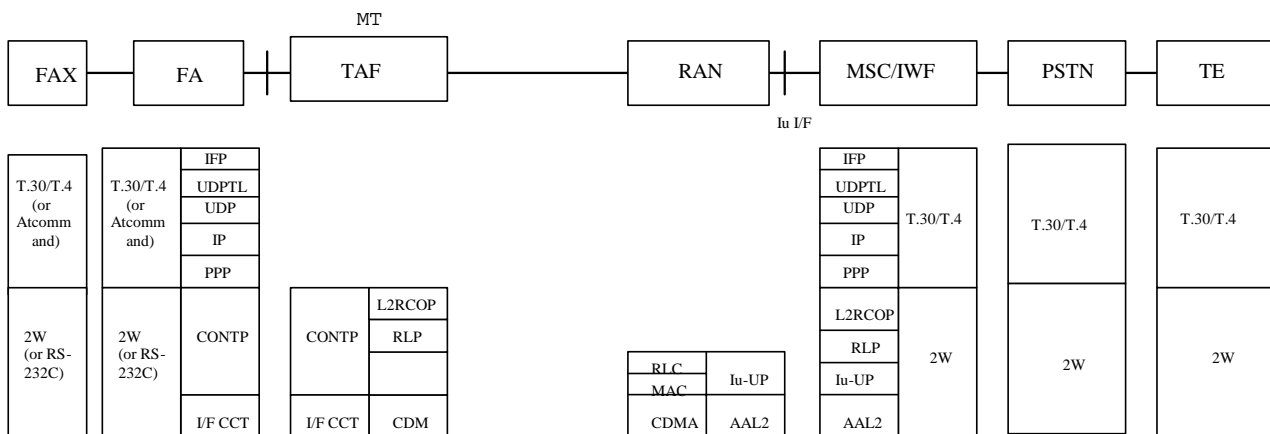 MT
FAX
FA
TAF
RAN
MSC/IWF
PSTN
TE
Iu I/F
T.30/T.4
(or
Atcomm
and)
2W
(or RS-
232C)
T.30/T.4
(or
Atcomm
and)
2W
(or RS-
232C)
IFP
UDPTL
UDP
IP
PPP
CONTP
I/F CCT
CONTP
I/F CCT
L2RCOP
RLP
CDM
RLC
MAC
CDMA
Iu-UP
AAL2
IFP
UDPTL
UDP
IP
PPP
L2RCOP
RLP
Iu-UP
AAL2
T.30/T.4
2W
T.30/T.4
2W
T.30/T.4
2W